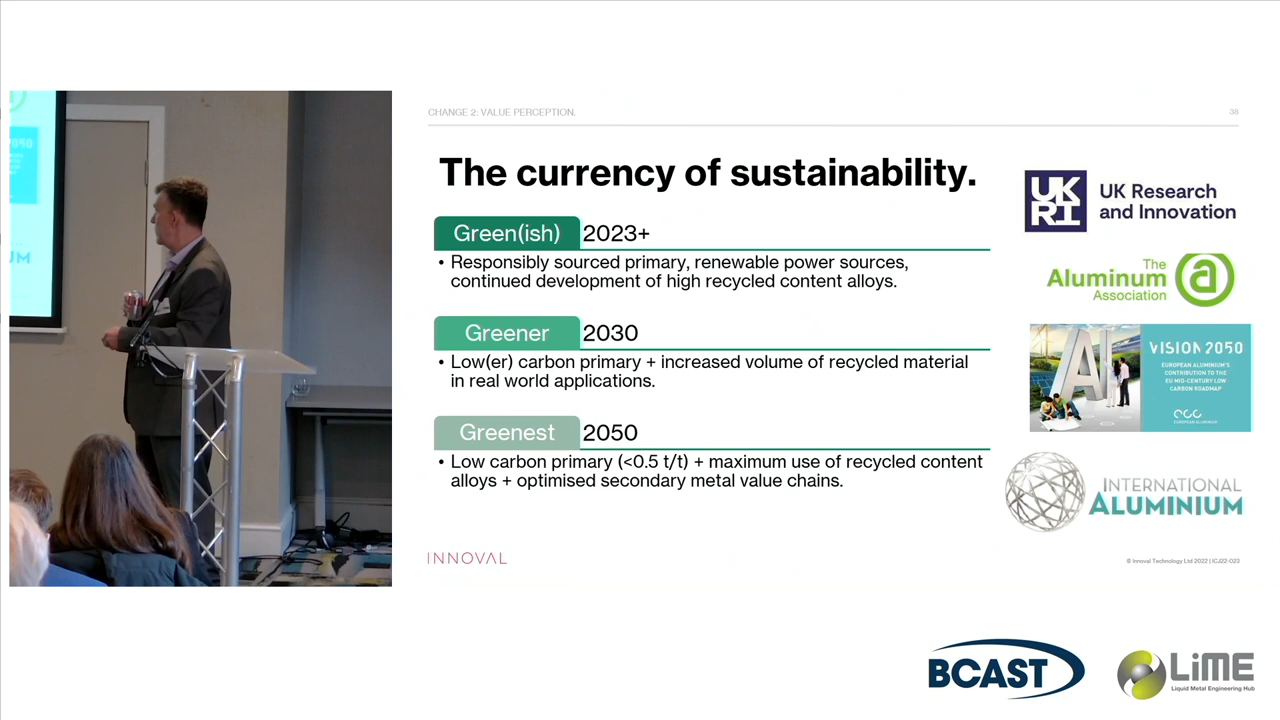 CHANGE 2: VALUE PERCEPTION.
38
The currency of sustainability.
Green(ish) 2023+
• Responsibly sourced primary, renewable power sources,
continued development of high recycled content alloys.
Greener 2030
• Low(er) carbon primary + increased volume of recycled material
in real world applications.
Greenest 2050
• Low carbon primary (<0.5 t/t) + maximum use of recycled content
alloys + optimised secondary metal value chains.
INNOVAL
UK
RI
UK Research
and Innovation
The
Aluminum
Association
a
Al
VISION 2050
EUROPEAN ALUMINIUM'S
CONTRIBUTION TO THE
EU MID-CENTURY LOW
CARBON ROADMAP
EUROPEAN ALUMINIUM
INTERNATIONAL
ALUMINIUM
© Innoval Technology Ltd 2022 | ICJ22-023
BCAST
LiME
Liquid Metal Engineering Hub
2050
UM